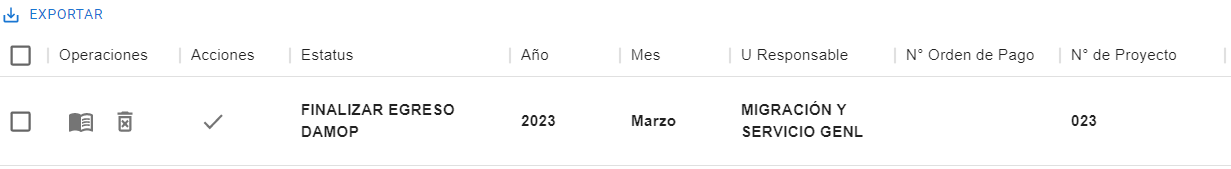 EXPORTAR
Operaciones Acciones Estatus Año Mes U Responsable N° Orden de Pago N° de Proyecto
FINALIZAR EGRESO
DAMOP
2023 Marzo
MIGRACIÓN Y
SERVICIO GENL
023